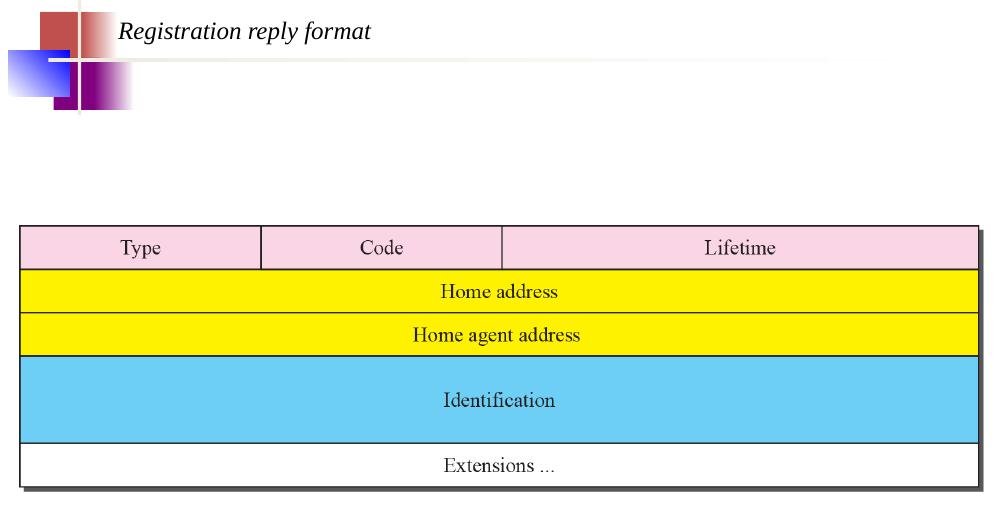 Registration reply format
Type Code Lifetime
Home address
Home agent address
Identification
Extensions ...